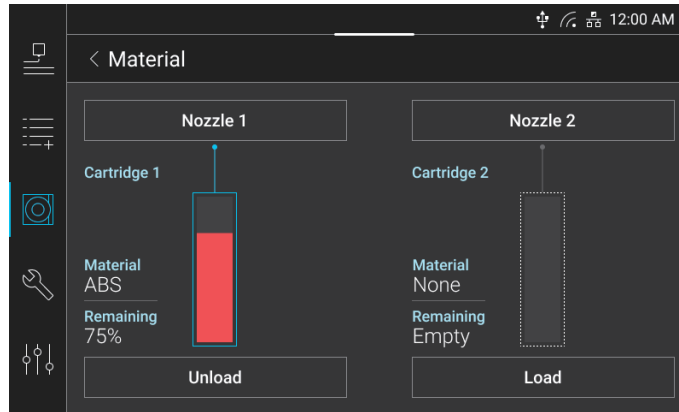 12:00 AM
Material
Nozzle 1
Nozzle 2
Cartridge 1
Cartridge 2
Material
ABS
Material
None
Remaining
75%
Remaining
Empty
Unload
Load